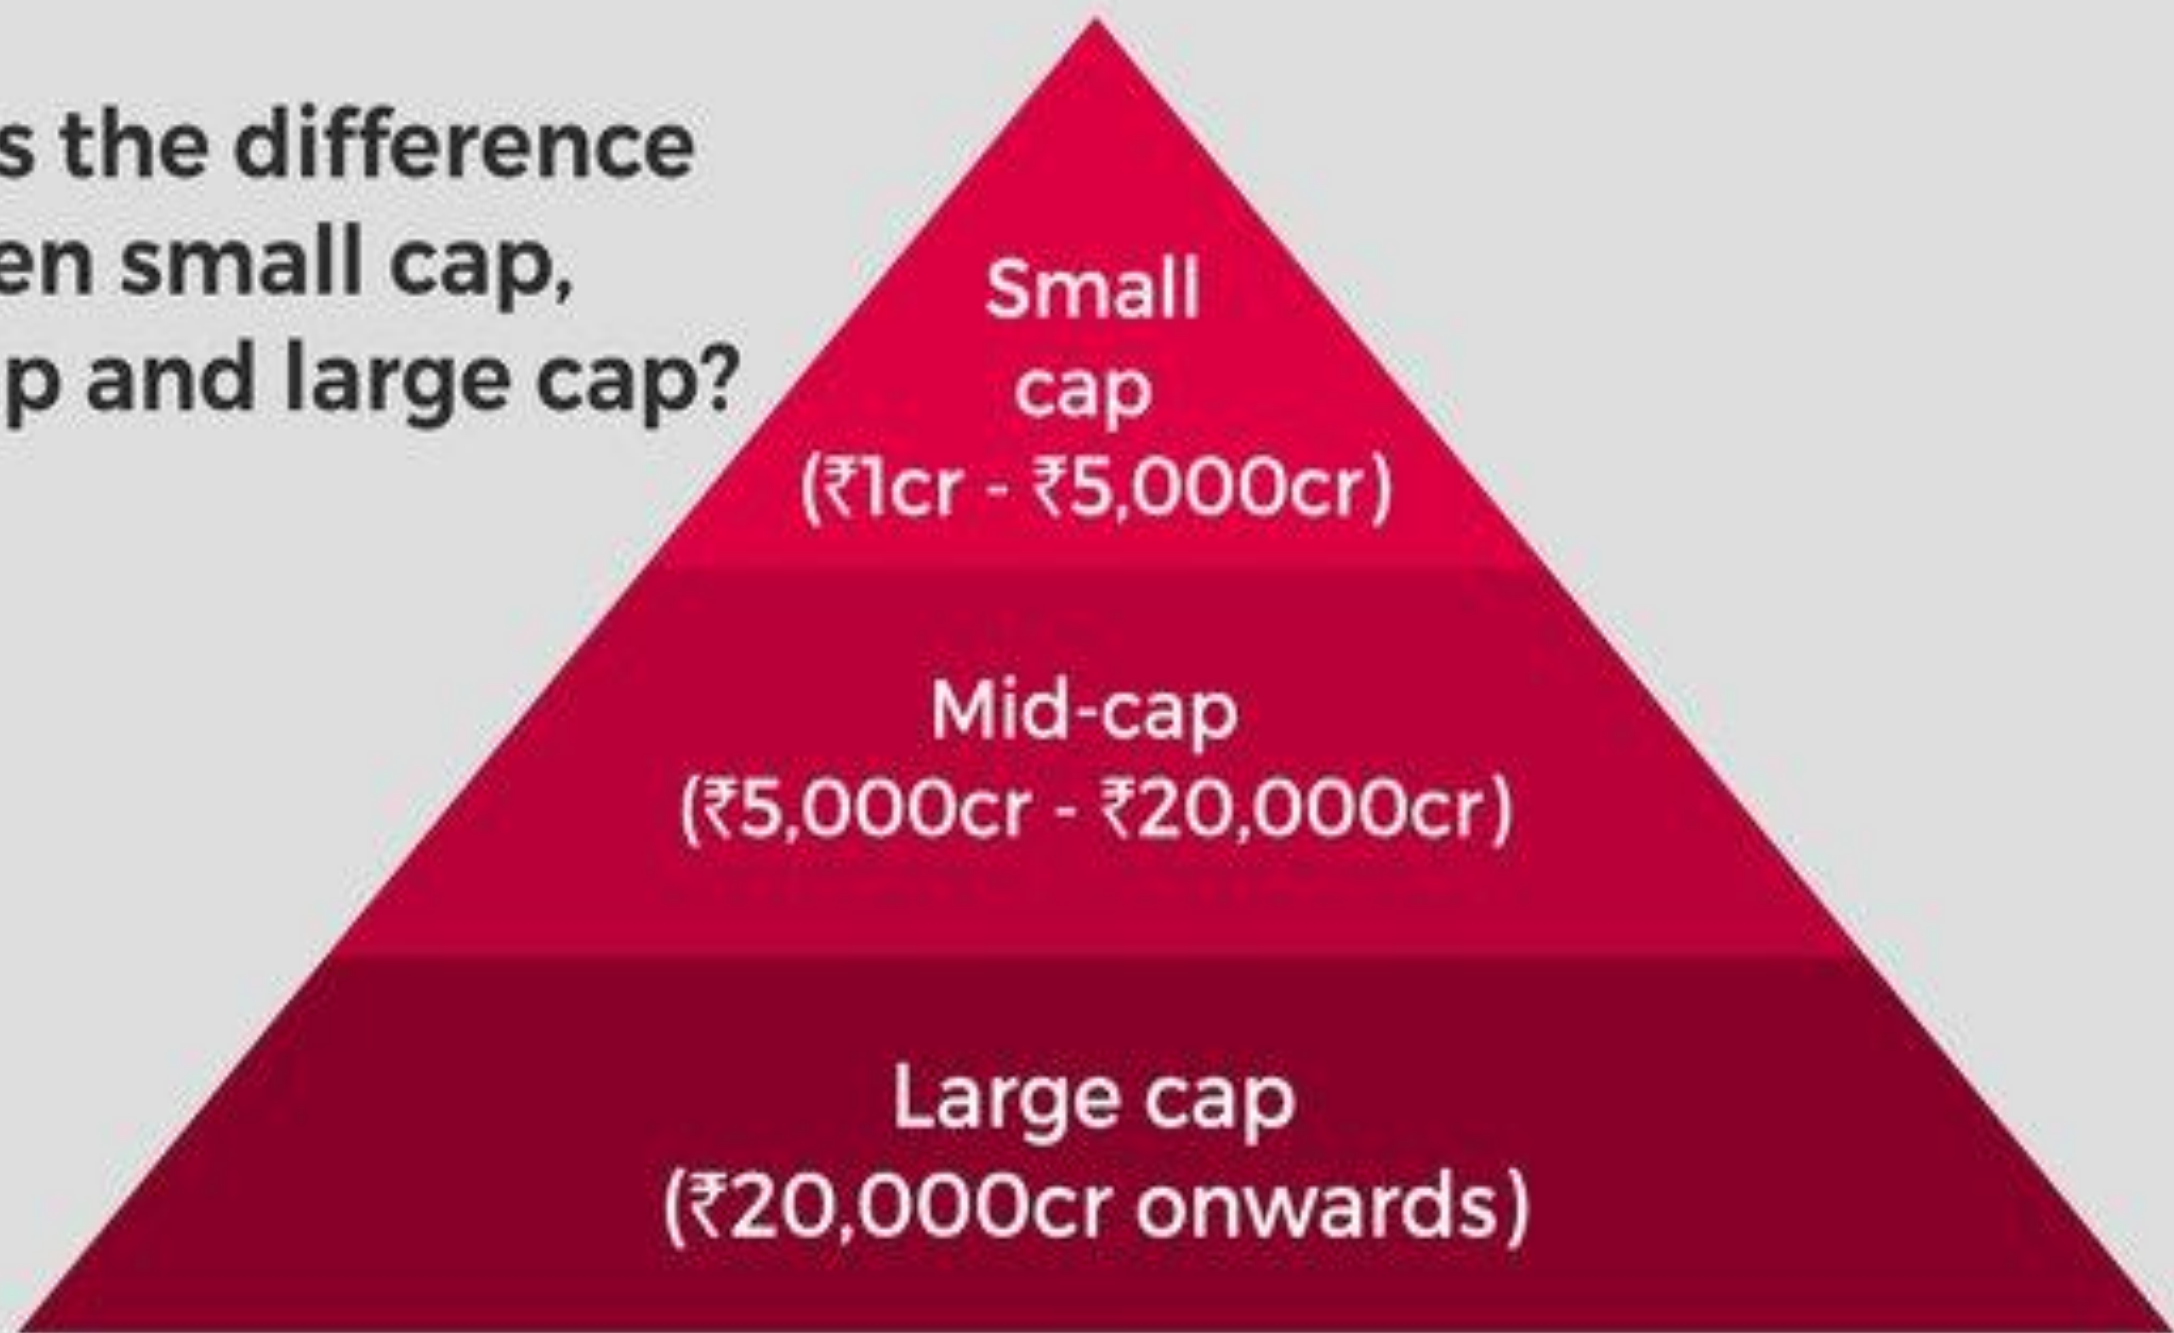 s the difference
en small cap,
p and large cap?
Small
cap
(₹1cr - ₹5,000cr)
Mid-cap
(₹5,000cr - ₹20,000cr)
Large cap
(₹20,000cr onwards)